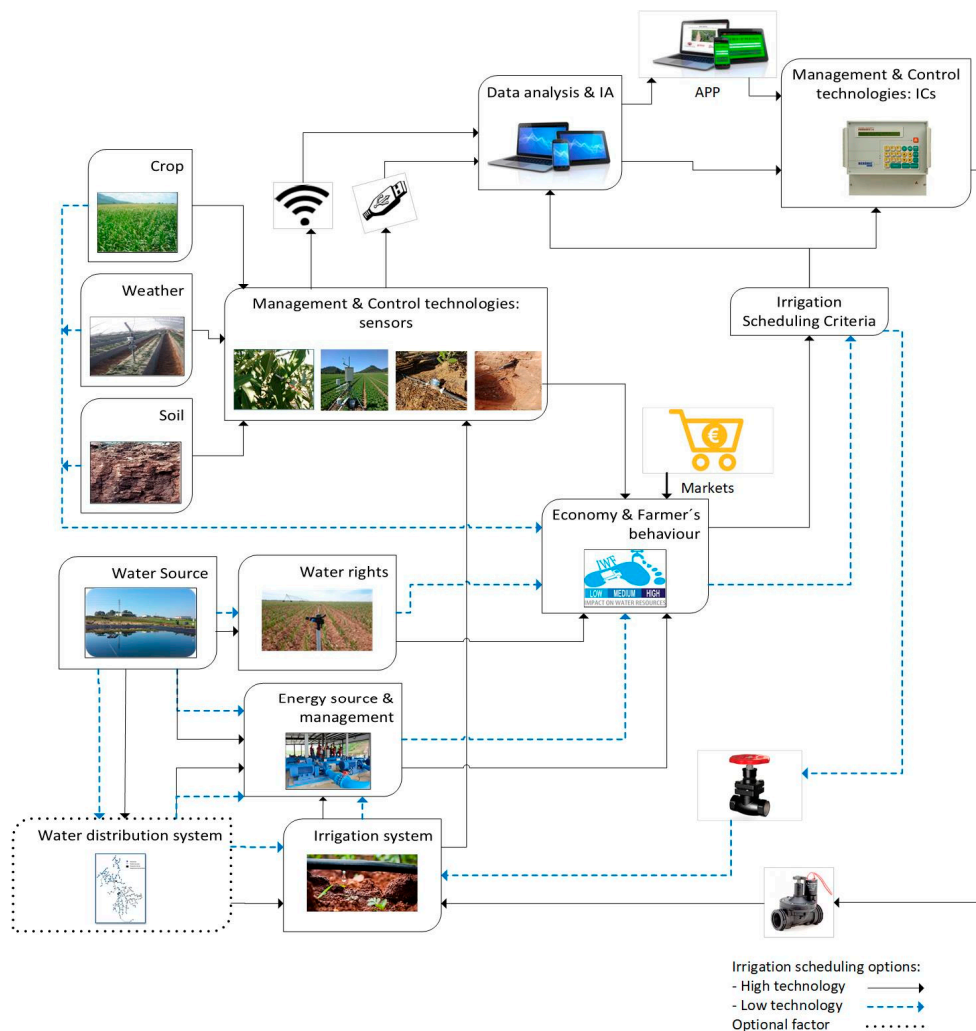 Data analysis & IA
APP
Management & Control
technologies: ICs
Crop
Weather
Soil
Management & Control technologies:
sensors
Irrigation
Scheduling Criteria
€
Markets
Economy & Farmer´s
behaviour
IWF
LOW MEDIUM HIGH
IMPACT ON WATER RESOURCES
Water Source
Water rights
Energy source &
management
Water distribution system
Irrigation system
Irrigation scheduling options:
- High technology
- Low technology
Optional factor